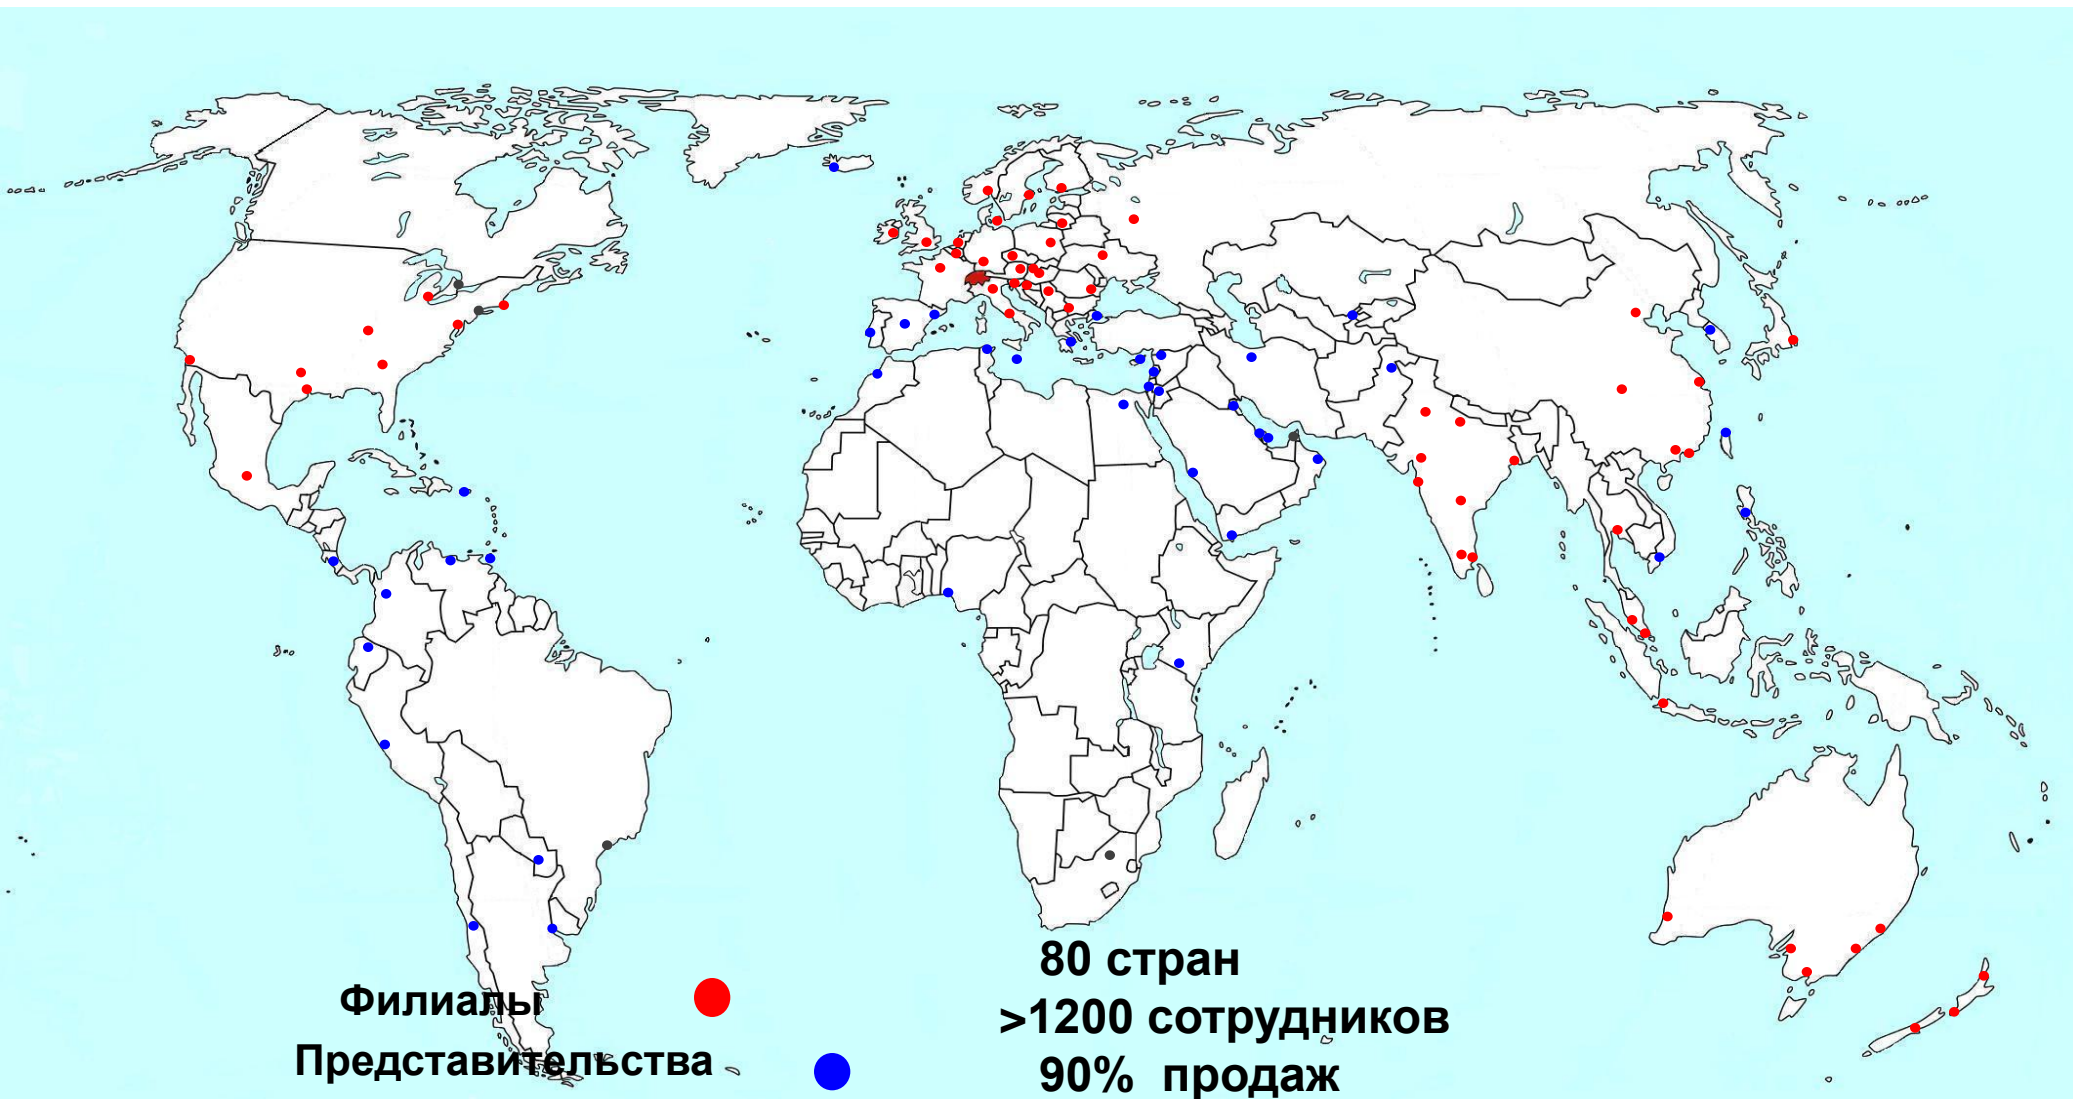 80 стран
Филиалы
>1200 сотрудников
Представительства
90% продаж